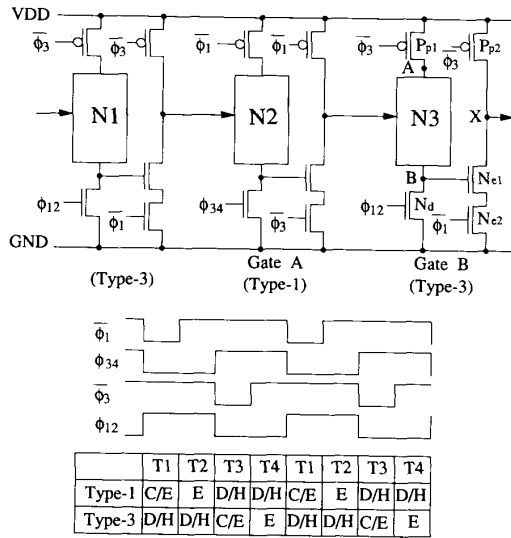 VDD
φ̄3 φ̄3 φ̄1 φ̄1 φ̄3 Pp1 φ̄3 Pp2
A
N1 N2 N3 X
B Ne1
φ12 φ̄1 φ34 φ̄3 φ12 Nd φ̄1 Ne2
GND
Gate A Gate B
(Type-3) (Type-1) (Type-3)
φ̄1
φ34
φ̄3
φ12
T1 T2 T3 T4 T1 T2 T3 T4
Type-1 C/E E D/H D/H C/E E D/H D/H
Type-3 D/H D/H C/E E D/H D/H C/E E